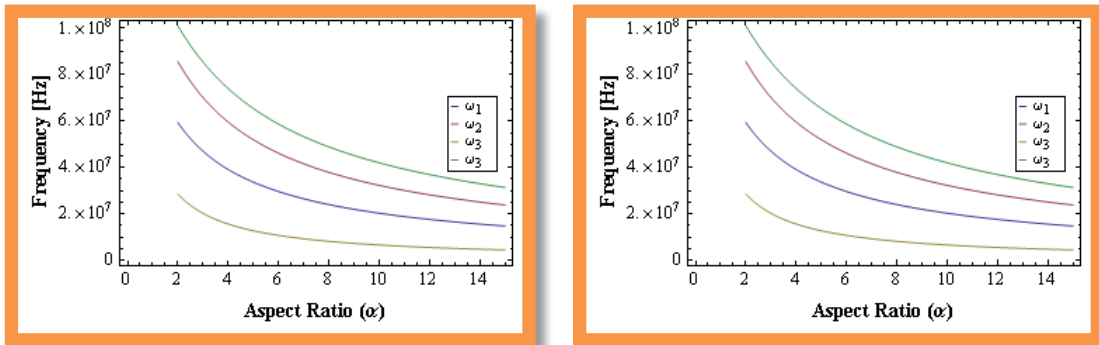 1.×10⁸
8.×10⁷
6.×10⁷
4.×10⁷
2.×10⁷
0
Frequency [Hz]
ω₁
ω₂
ω₃
ω₃
0 2 4 6 8 10 12 14
Aspect Ratio (α)
1.×10⁸
8.×10⁷
6.×10⁷
4.×10⁷
2.×10⁷
0
Frequency [Hz]
ω₁
ω₂
ω₃
ω₃
0 2 4 6 8 10 12 14
Aspect Ratio (α)